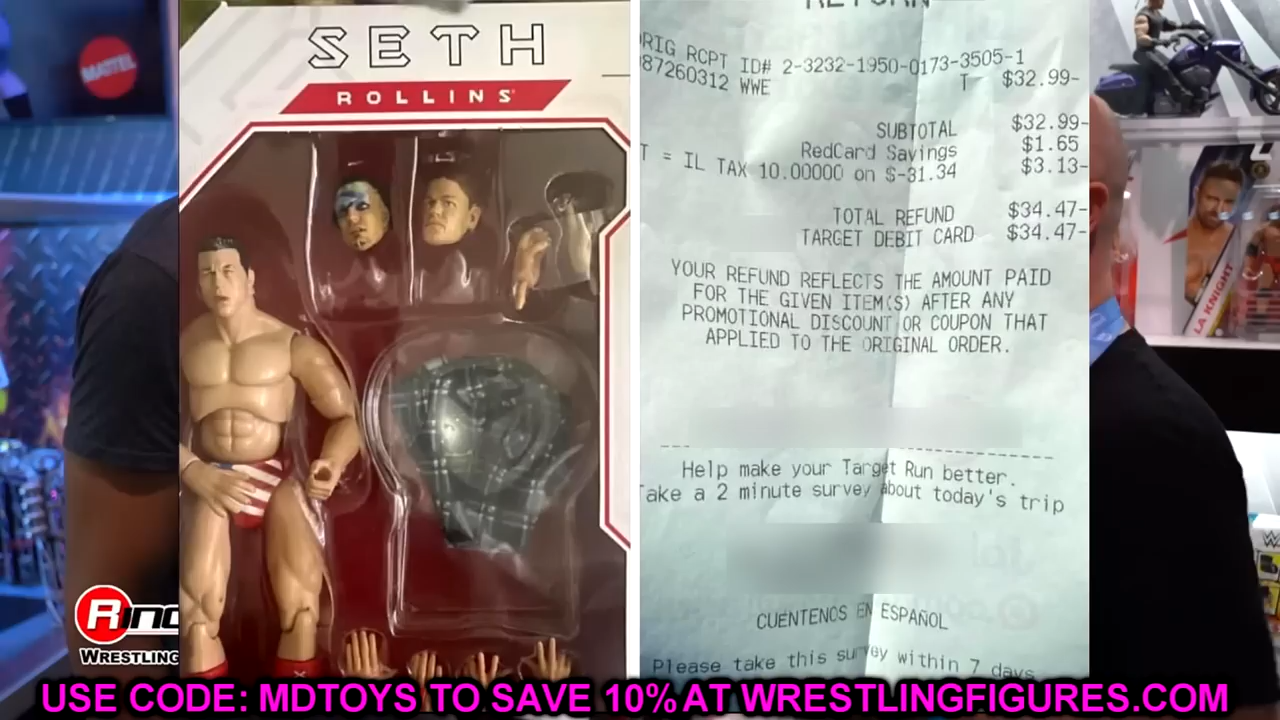 MATTEL
SETH
ROLLINS
RETURN
ORIG RCPT ID# 2-3232-1950-0173-3505-1
087260312 WWE T $32.99-
SUBTOTAL $32.99-
RedCard Savings $1.65
T = IL TAX 10.00000 on $-31.34 $3.13-
TOTAL REFUND $34.47-
TARGET DEBIT CARD $34.47-
YOUR REFUND REFLECTS THE AMOUNT PAID
FOR THE GIVEN ITEM(S) AFTER ANY
PROMOTIONAL DISCOUNT OR COUPON THAT
APPLIED TO THE ORIGINAL ORDER.
Help make your Target Run better.
Take a 2 minute survey about today's trip
CUÉNTENOS EN ESPAÑOL
Please take this survey within 7 days
LA KNIGHT
WRESTLING
USE CODE: MDTOYS TO SAVE 10% AT WRESTLINGFIGURES.COM